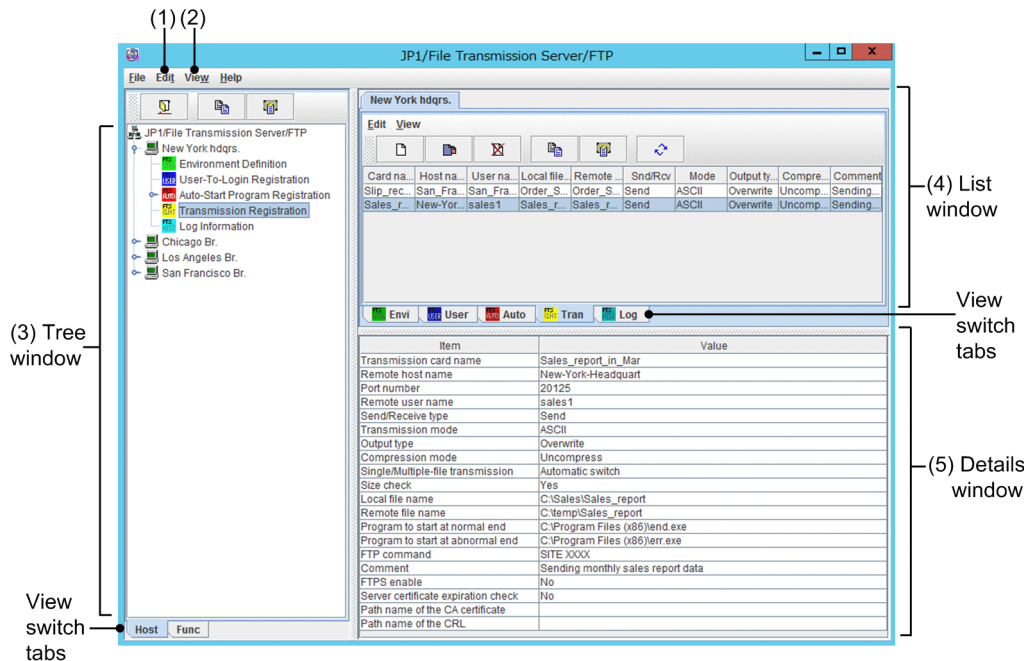 (1) (2)
JP1/File Transmission Server/FTP
File Edit View Help
JP1/File Transmission Server/FTP
New York hdqrs.
Environment Definition
User-To-Login Registration
Auto-Start Program Registration
Transmission Registration
Log Information
Chicago Br.
Los Angeles Br.
San Francisco Br.
Host Func
(3) Tree
window
View
switch
tabs
New York hdqrs.
Edit View
Card na... Host na... User na... Local file... Remote ... Snd/Rcv Mode Output ty... Compre... Comment
Slip_rec... San_Fra... San_Fra... Order_S... Order_S... Send ASCII Overwrite Uncomp... Sending...
Sales_r... New-Yor... sales1 Sales_r... Sales_r... Send ASCII Overwrite Uncomp... Sending...
Envi User Auto Tran Log
(4) List
window
View
switch
tabs
Item Value
Transmission card name Sales_report_in_Mar
Remote host name New-York-Headquart
Port number 20125
Remote user name sales1
Send/Receive type Send
Transmission mode ASCII
Output type Overwrite
Compression mode Uncompress
Single/Multiple-file transmission Automatic switch
Size check Yes
Local file name C:\Sales\Sales_report
Remote file name C:\temp\Sales_report
Program to start at normal end C:\Program Files (x86)\end.exe
Program to start at abnormal end C:\Program Files (x86)\err.exe
FTP command SITE XXXX
Comment Sending monthly sales report data
FTPS enable No
Server certificate expiration check No
Path name of the CA certificate
Path name of the CRL
(5) Details
window